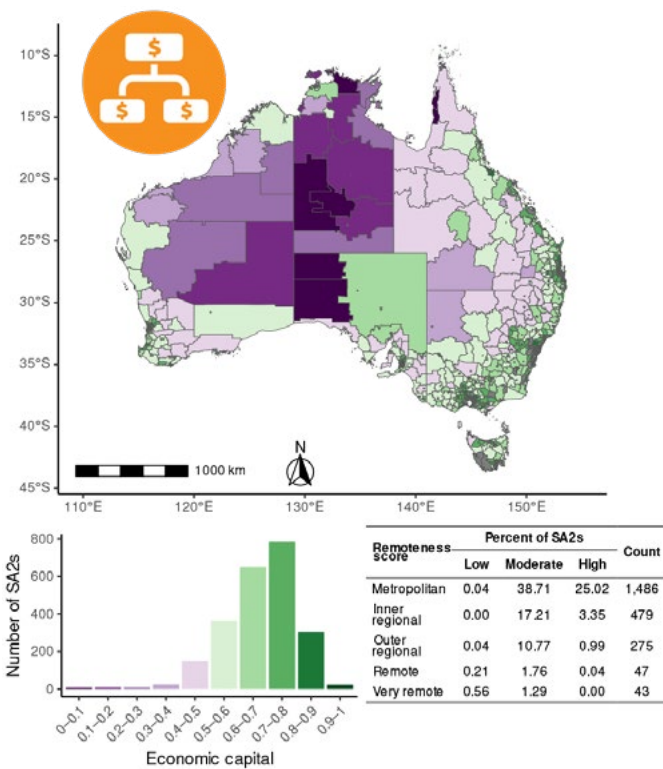 $
$ $
10°S
15°S
20°S
25°S
30°S
35°S
40°S
45°S
N
1000 km
110°E 120°E 130°E 140°E 150°E
Number of SA2s
800
600
400
200
0
0–0.1 0.1–0.2 0.2–0.3 0.3–0.4 0.4–0.5 0.5–0.6 0.6–0.7 0.7–0.8 0.8–0.9 0.9–1
Economic capital
Remoteness score Percent of SA2s Count
Low Moderate High
Metropolitan 0.04 38.71 25.02 1,486
Inner regional 0.00 17.21 3.35 479
Outer regional 0.04 10.77 0.99 275
Remote 0.21 1.76 0.04 47
Very remote 0.56 1.29 0.00 43